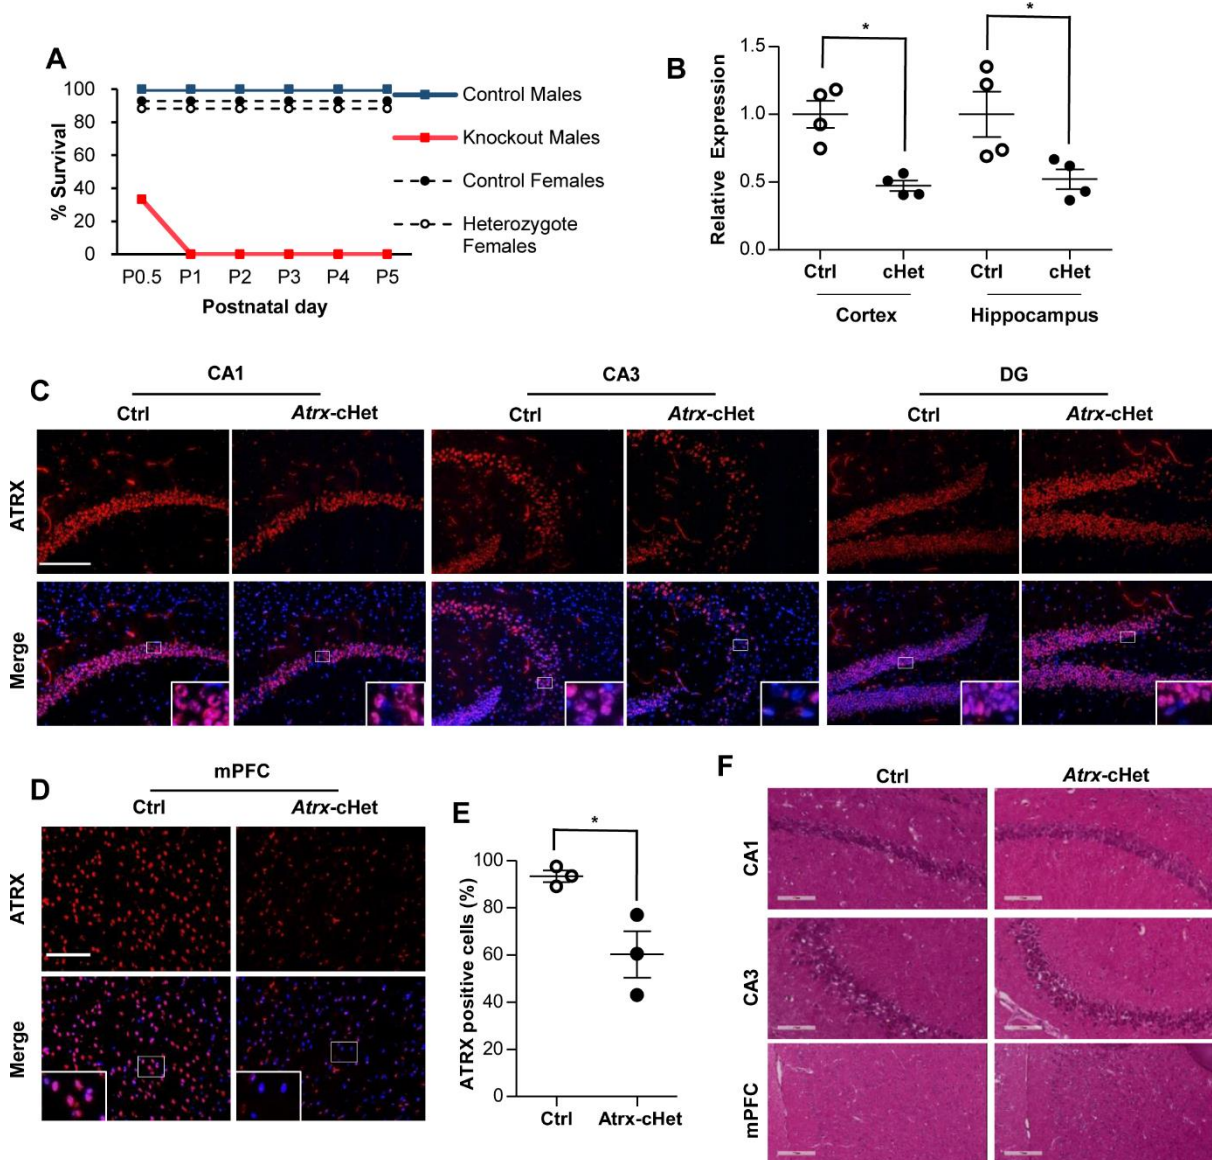 A
% Survival
100
80
60
40
20
0
P0.5 P1 P2 P3 P4 P5
Postnatal day
Control Males
Knockout Males
Control Females
Heterozygote
Females
B
Relative Expression
1.5
1.0
0.5
0.0
*
*
Ctrl cHet Ctrl cHet
Cortex Hippocampus
C
CA1 CA3 DG
Ctrl Atrx-cHet Ctrl Atrx-cHet Ctrl Atrx-cHet
ATRX
Merge
D
mPFC
Ctrl Atrx-cHet
ATRX
Merge
E
ATRX positive cells (%)
100
80
60
40
20
0
*
Ctrl Atrx-cHet
F
Ctrl Atrx-cHet
CA1
CA3
mPFC